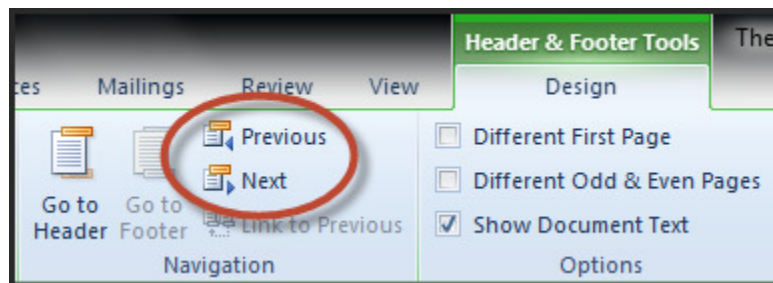 Header & Footer Tools The
Mailings Review View Design
Previous Different First Page
Next Different Odd & Even Pages
Go to Header Go to Footer Link to Previous Show Document Text
Navigation Options